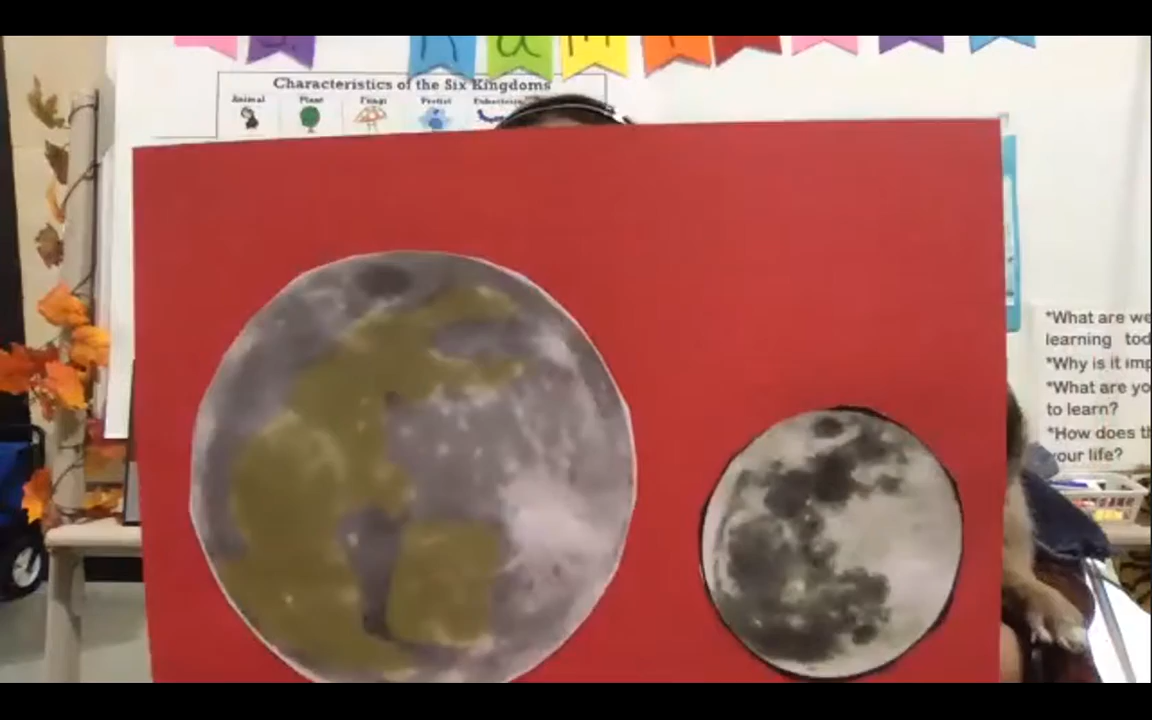 Characteristics of the Six Kingdoms
Animal Plant Fungi Protist Eubacteria
*What are we
learning tod
*Why is it imp
*What are yo
to learn?
*How does th
your life?